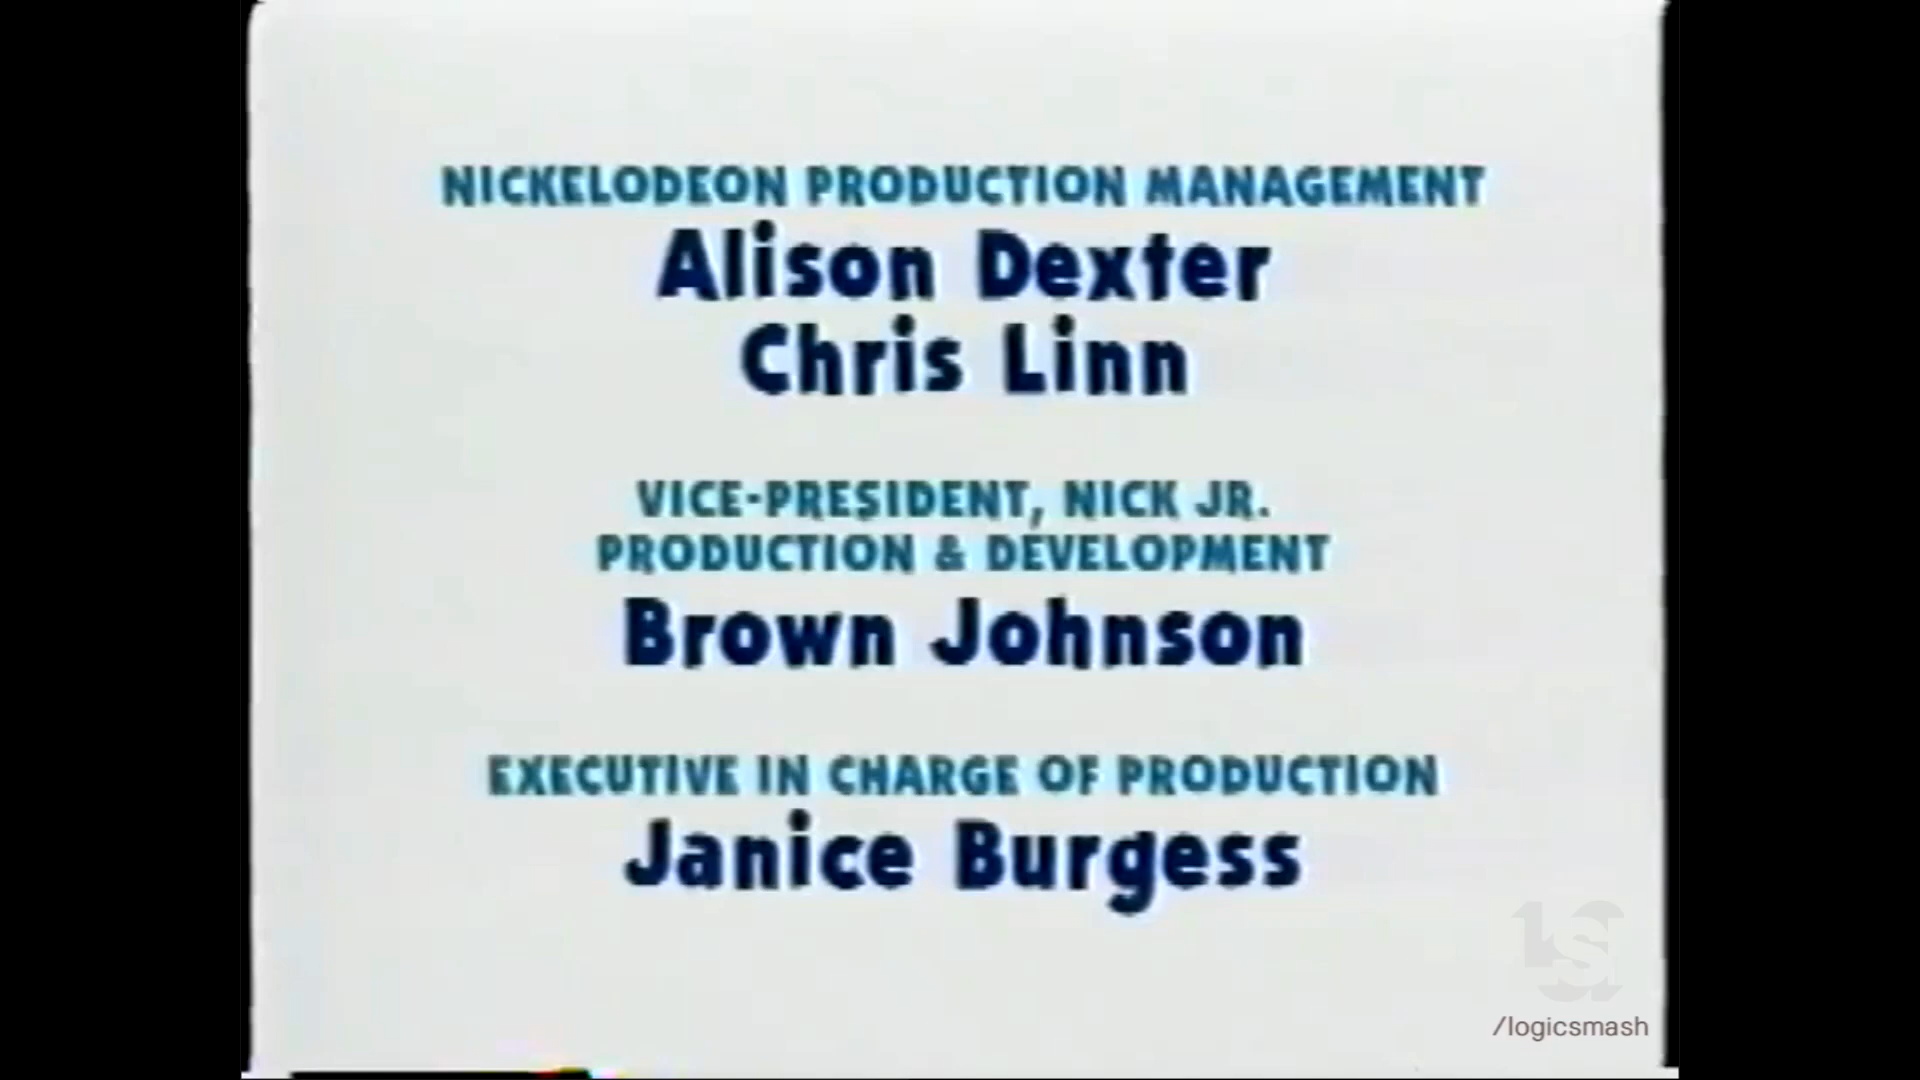 NICKELODEON PRODUCTION MANAGEMENT
Alison Dexter
Chris Linn
VICE-PRESIDENT, NICK JR.
PRODUCTION & DEVELOPMENT
Brown Johnson
EXECUTIVE IN CHARGE OF PRODUCTION
Janice Burgess
LS
/logicsmash